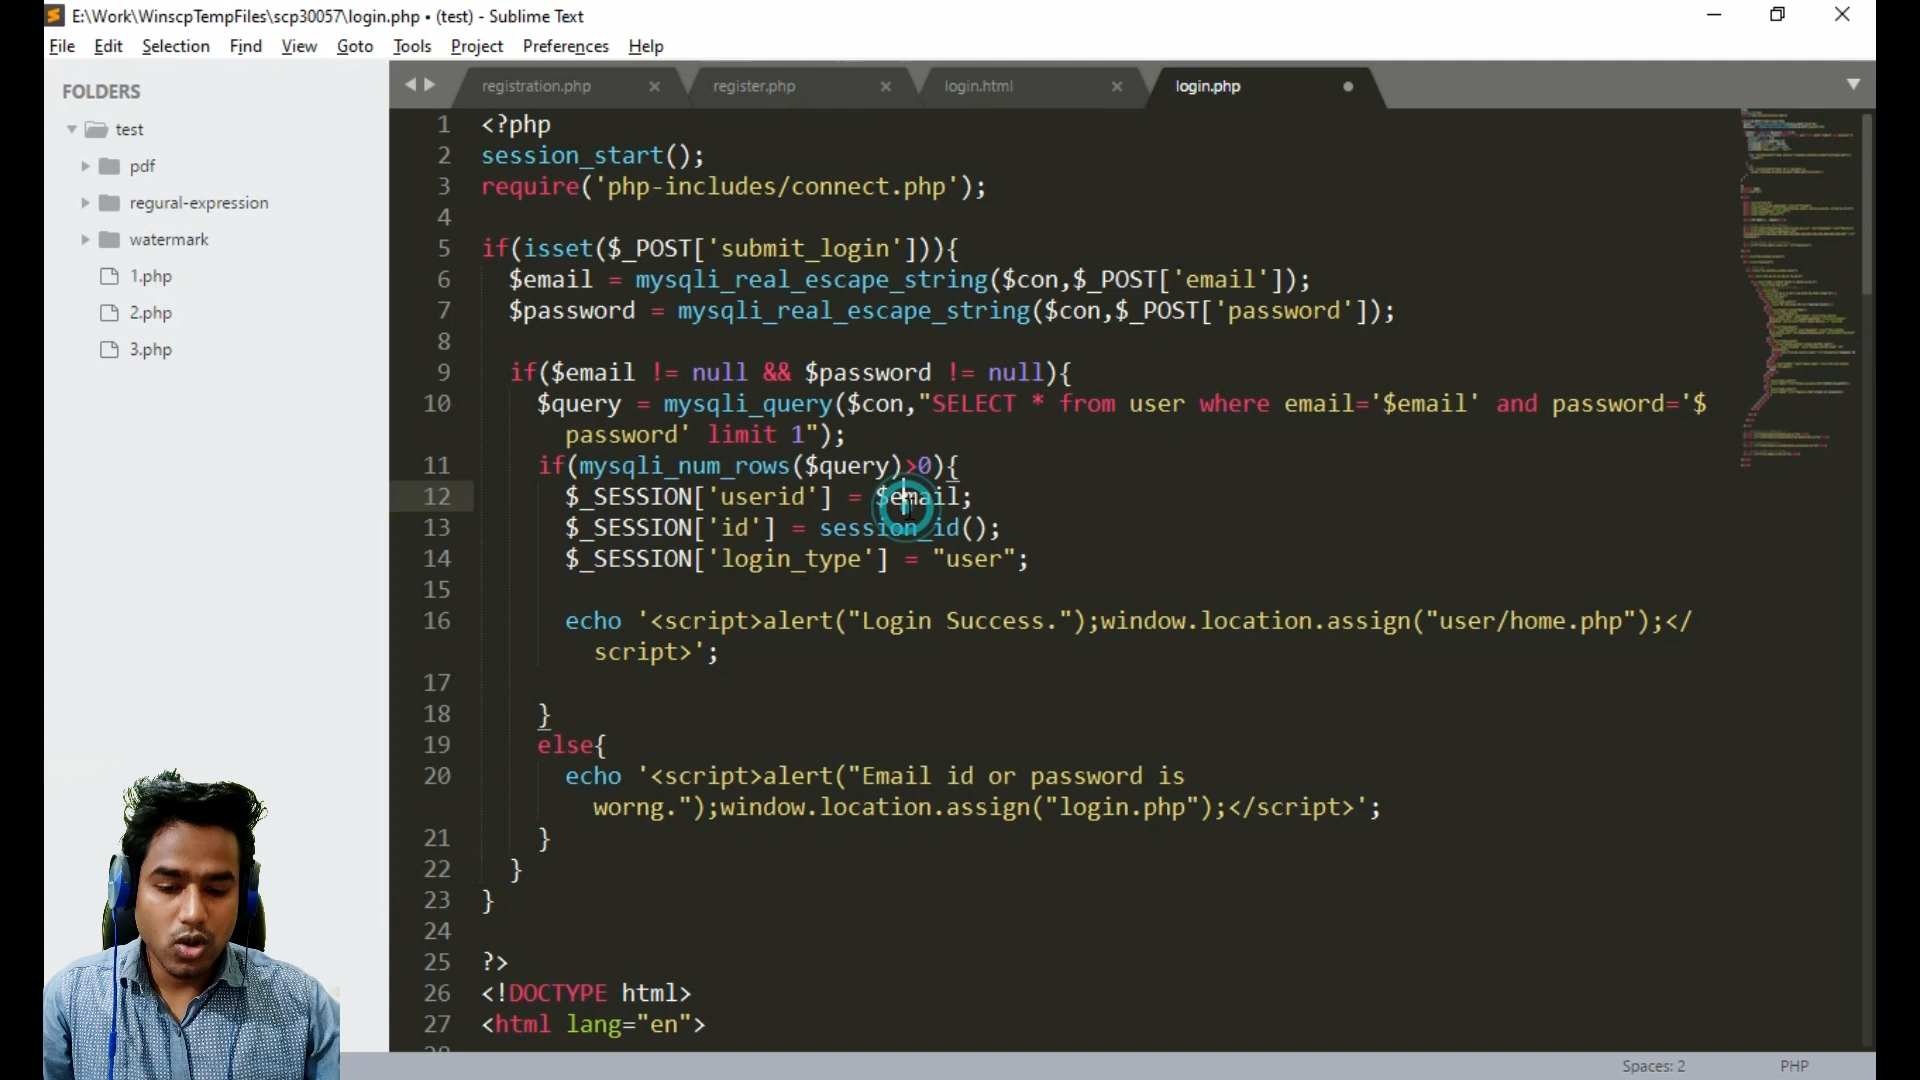 E:\Work\WinscpTempFiles\scp30057\login.php • (test) - Sublime Text
File Edit Selection Find View Goto Tools Project Preferences Help
FOLDERS
test
pdf
regural-expression
watermark
1.php
2.php
3.php
registration.php × register.php × login.html × login.php
1 <?php
2 session_start();
3 require('php-includes/connect.php');
4
5 if(isset($_POST['submit_login'])){
6 $email = mysqli_real_escape_string($con,$_POST['email']);
7 $password = mysqli_real_escape_string($con,$_POST['password']);
8
9 if($email != null && $password != null){
10 $query = mysqli_query($con,"SELECT * from user where email='$email' and password='$
password' limit 1");
11 if(mysqli_num_rows($query)>0){
12 $_SESSION['userid'] = $email;
13 $_SESSION['id'] = session_id();
14 $_SESSION['login_type'] = "user";
15
16 echo '<script>alert("Login Success.");window.location.assign("user/home.php");</
script>';
17
18 }
19 else{
20 echo '<script>alert("Email id or password is
worng.");window.location.assign("login.php");</script>';
21 }
22 }
23 }
24
25 ?>
26 <!DOCTYPE html>
27 <html lang="en">
Spaces: 2 PHP